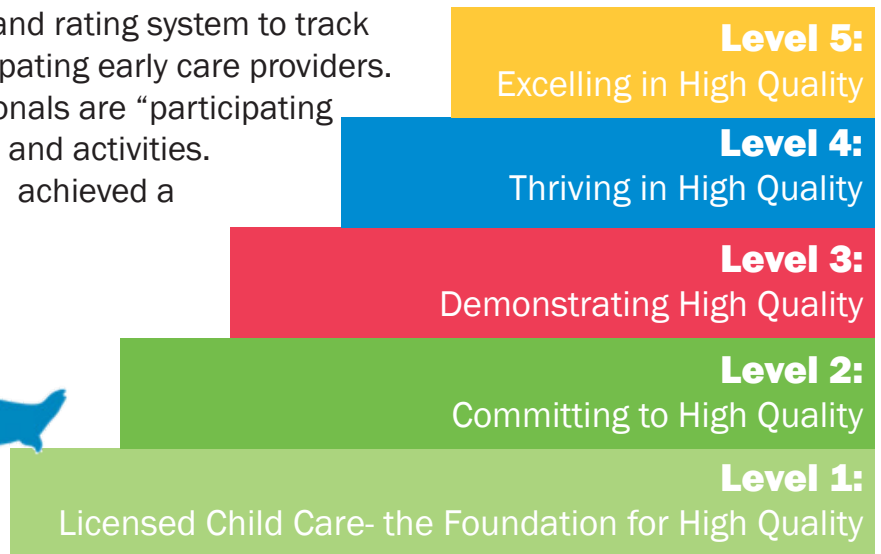 and rating system to track
pating early care providers.
onals are “participating
and activities.
achieved a
Level 5:
Excelling in High Quality
Level 4:
Thriving in High Quality
Level 3:
Demonstrating High Quality
Level 2:
Committing to High Quality
Level 1:
Licensed Child Care- the Foundation for High Quality